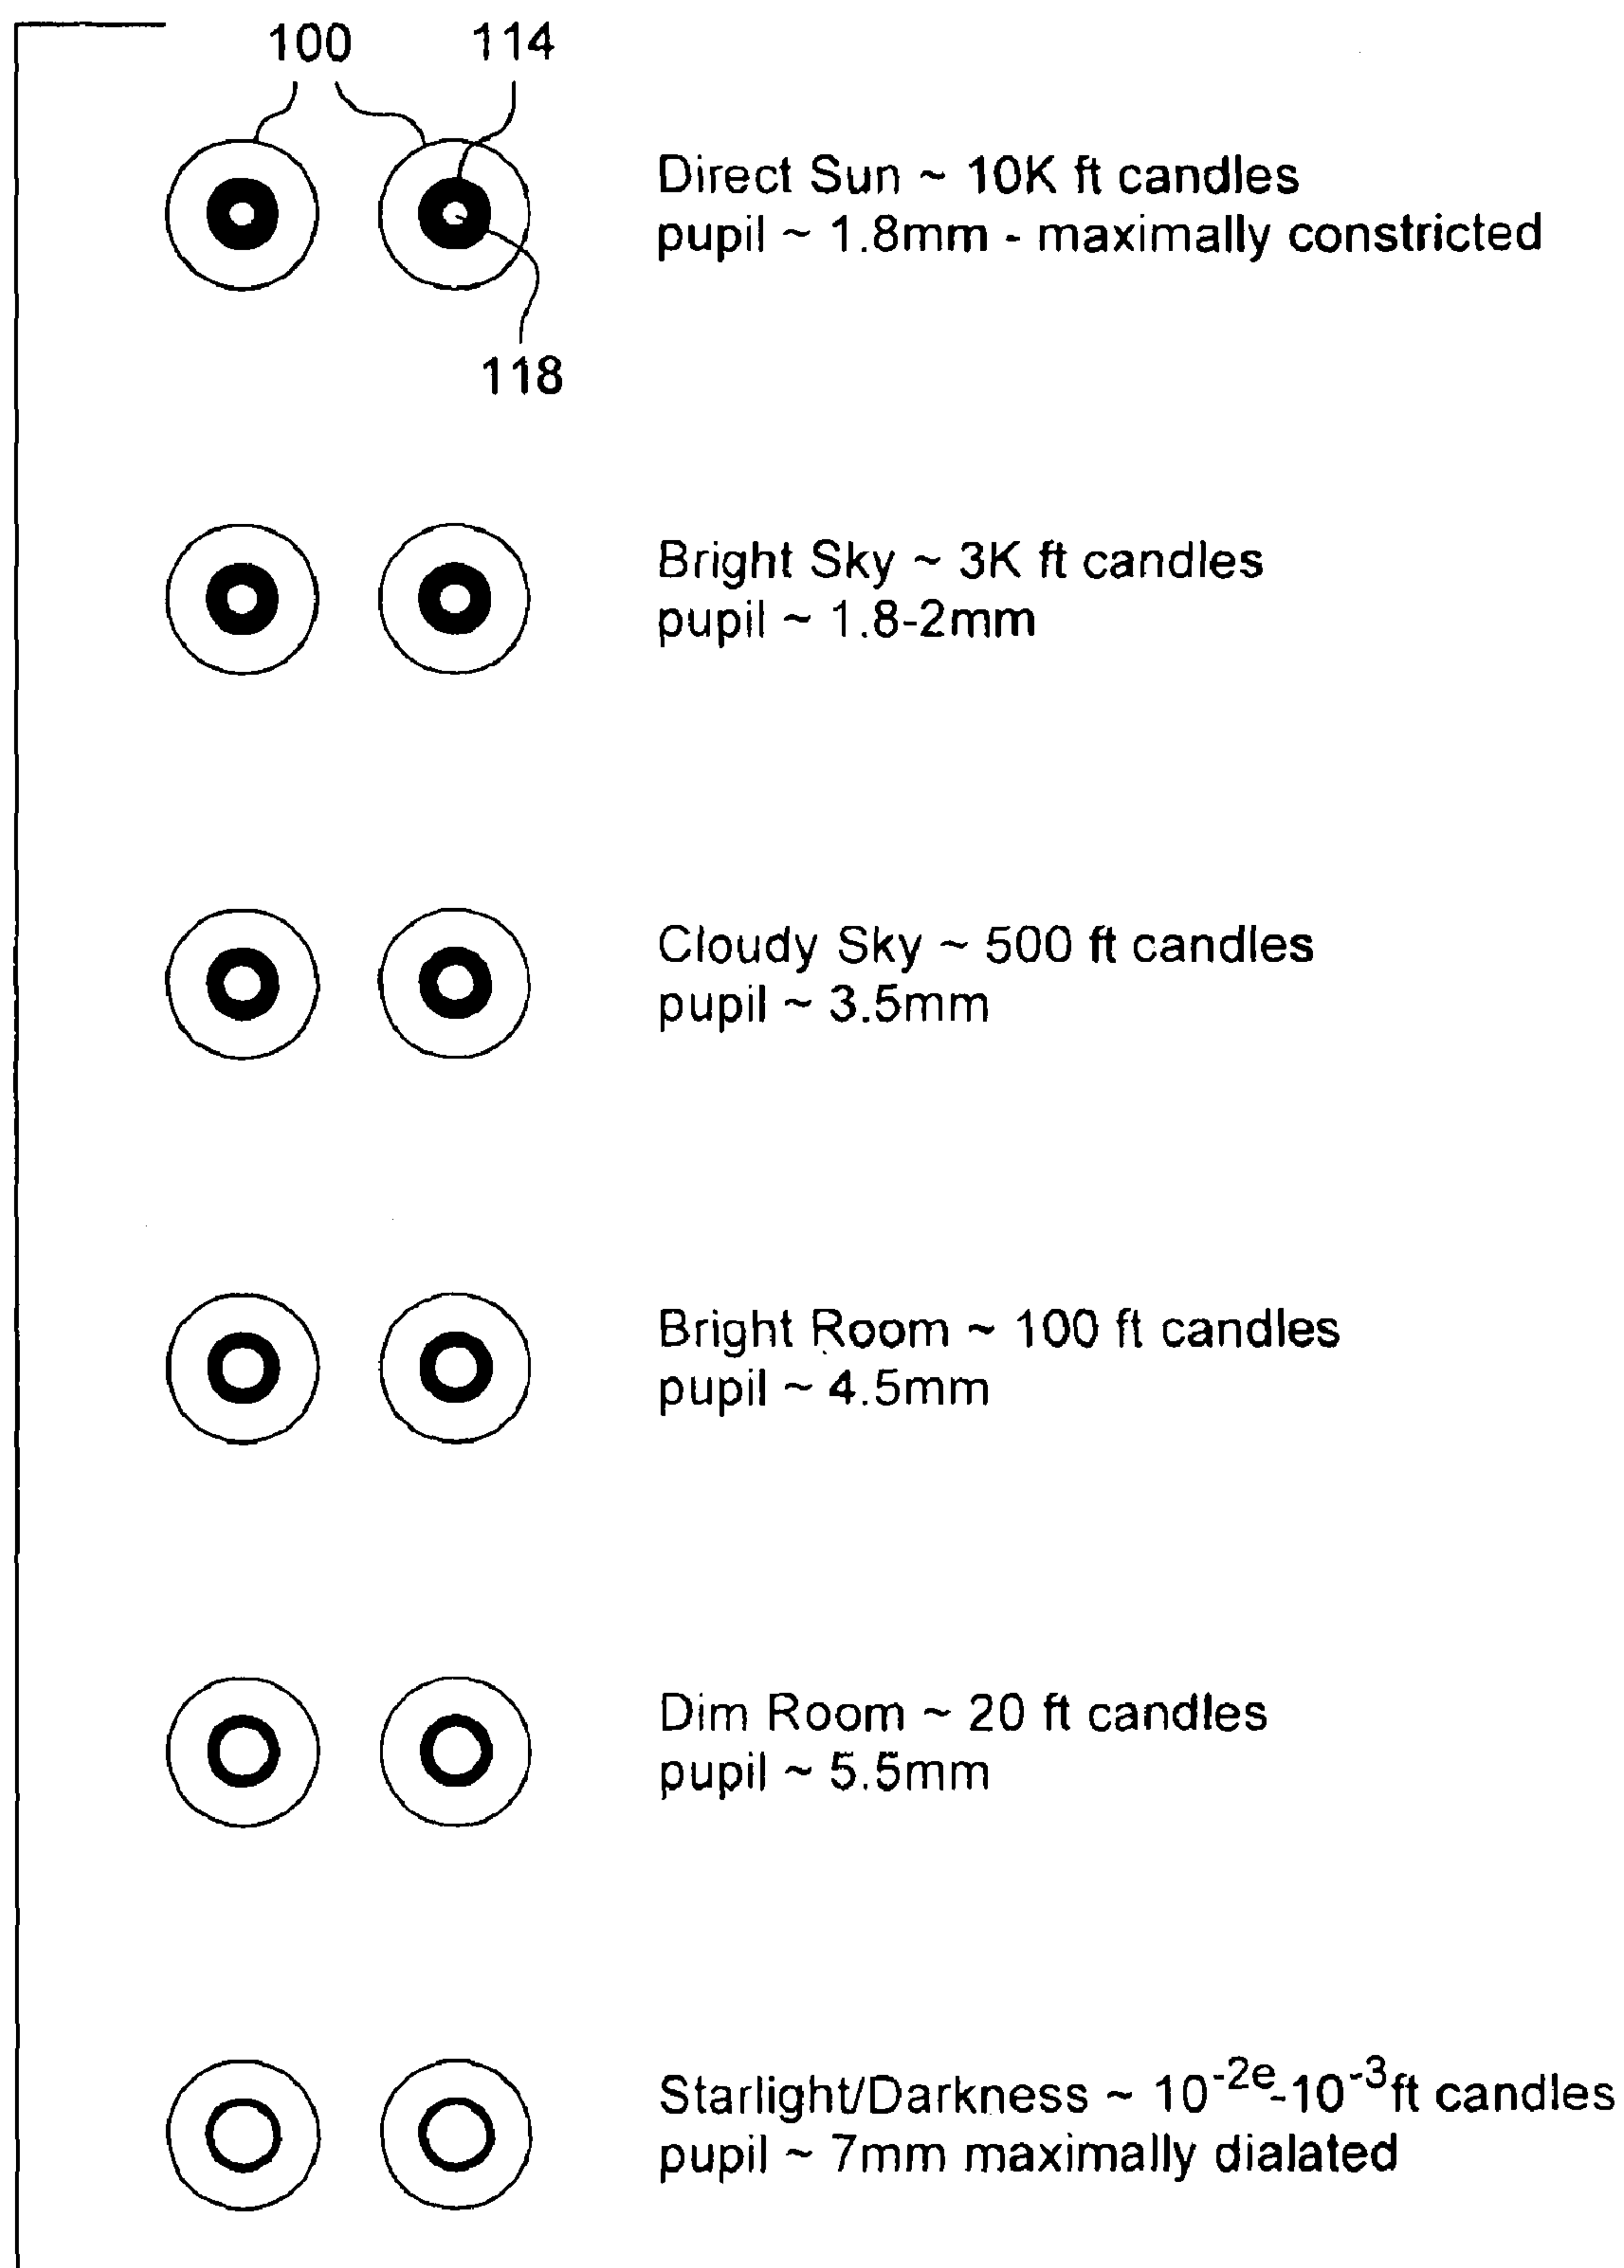 100 114
Direct Sun ~ 10K ft candles
pupil ~ 1.8mm - maximally constricted
118
Bright Sky ~ 3K ft candles
pupil ~ 1.8-2mm
Cloudy Sky ~ 500 ft candles
pupil ~ 3.5mm
Bright Room ~ 100 ft candles
pupil ~ 4.5mm
Dim Room ~ 20 ft candles
pupil ~ 5.5mm
Starlight/Darkness ~ 10⁻²ᵉ-10⁻³ft candles
pupil ~ 7mm maximally dialated